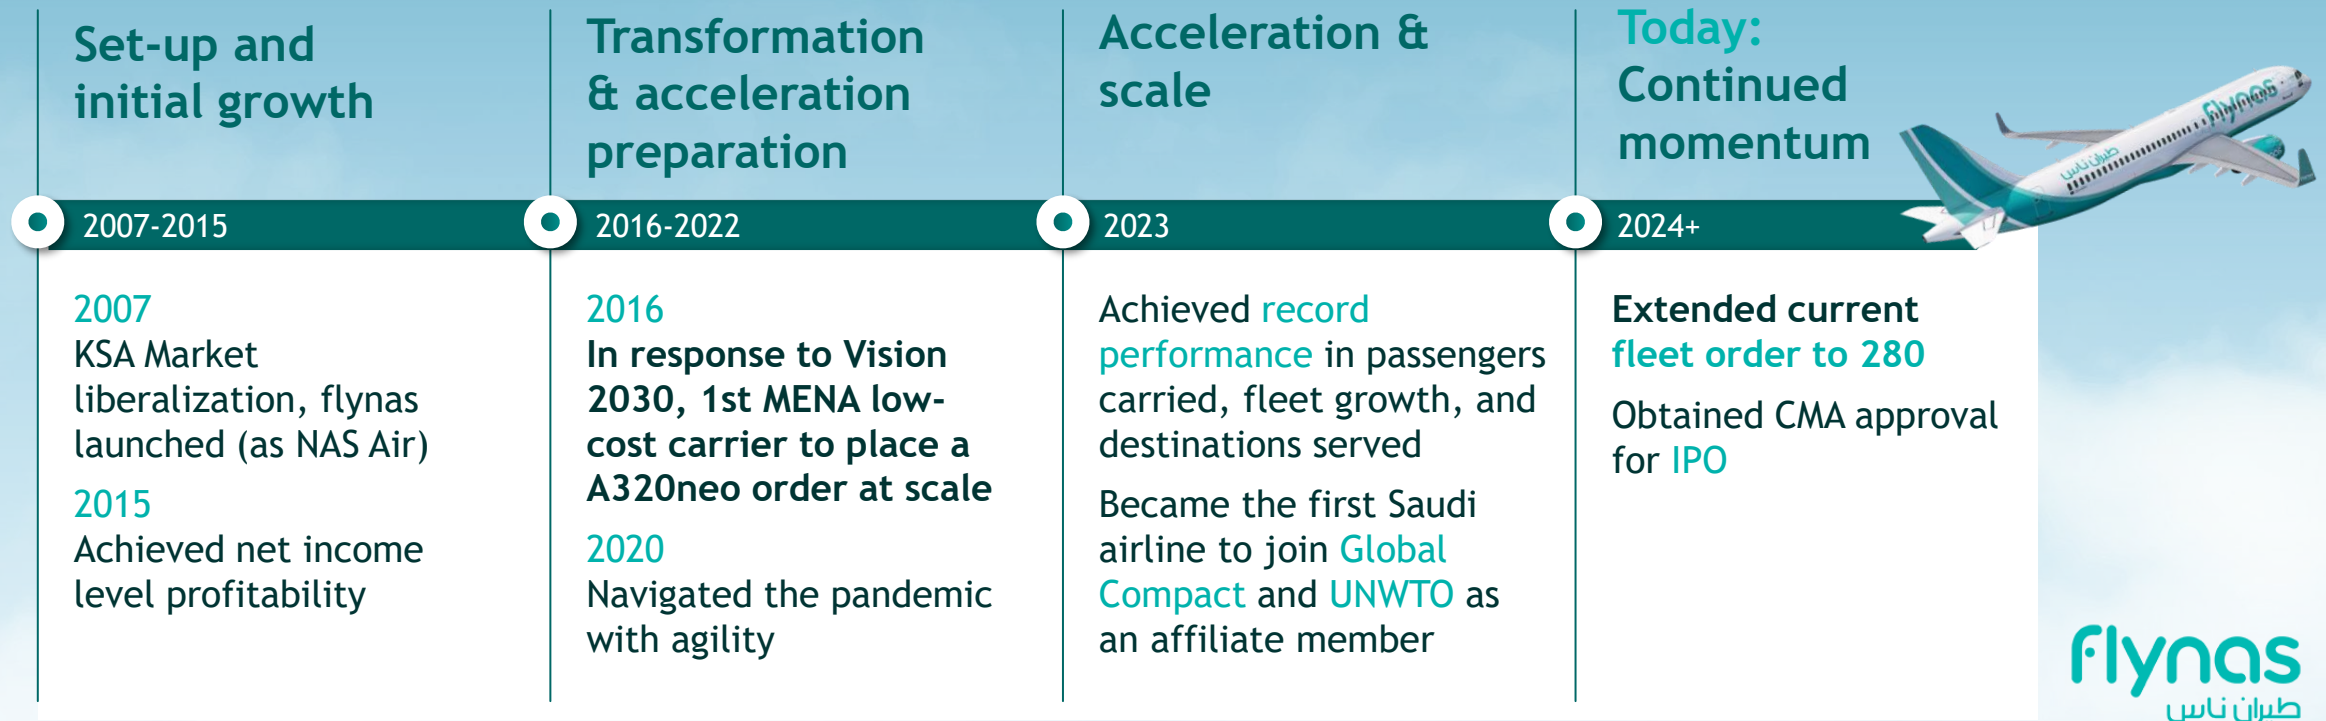 Set-up and
initial growth
2007-2015
2007
KSA Market
liberalization, flynas
launched (as NAS Air)
2015
Achieved net income
level profitability
Transformation
& acceleration
preparation
2016-2022
2016
In response to Vision
2030, 1st MENA low-
cost carrier to place a
A320neo order at scale
2020
Navigated the pandemic
with agility
Acceleration &
scale
2023
Achieved record
performance in passengers
carried, fleet growth, and
destinations served
Became the first Saudi
airline to join Global
Compact and UNWTO as
an affiliate member
Today:
Continued
momentum
2024+
Extended current
fleet order to 280
Obtained CMA approval
for IPO
flynas
طيران ناس
flynas
طيران ناس